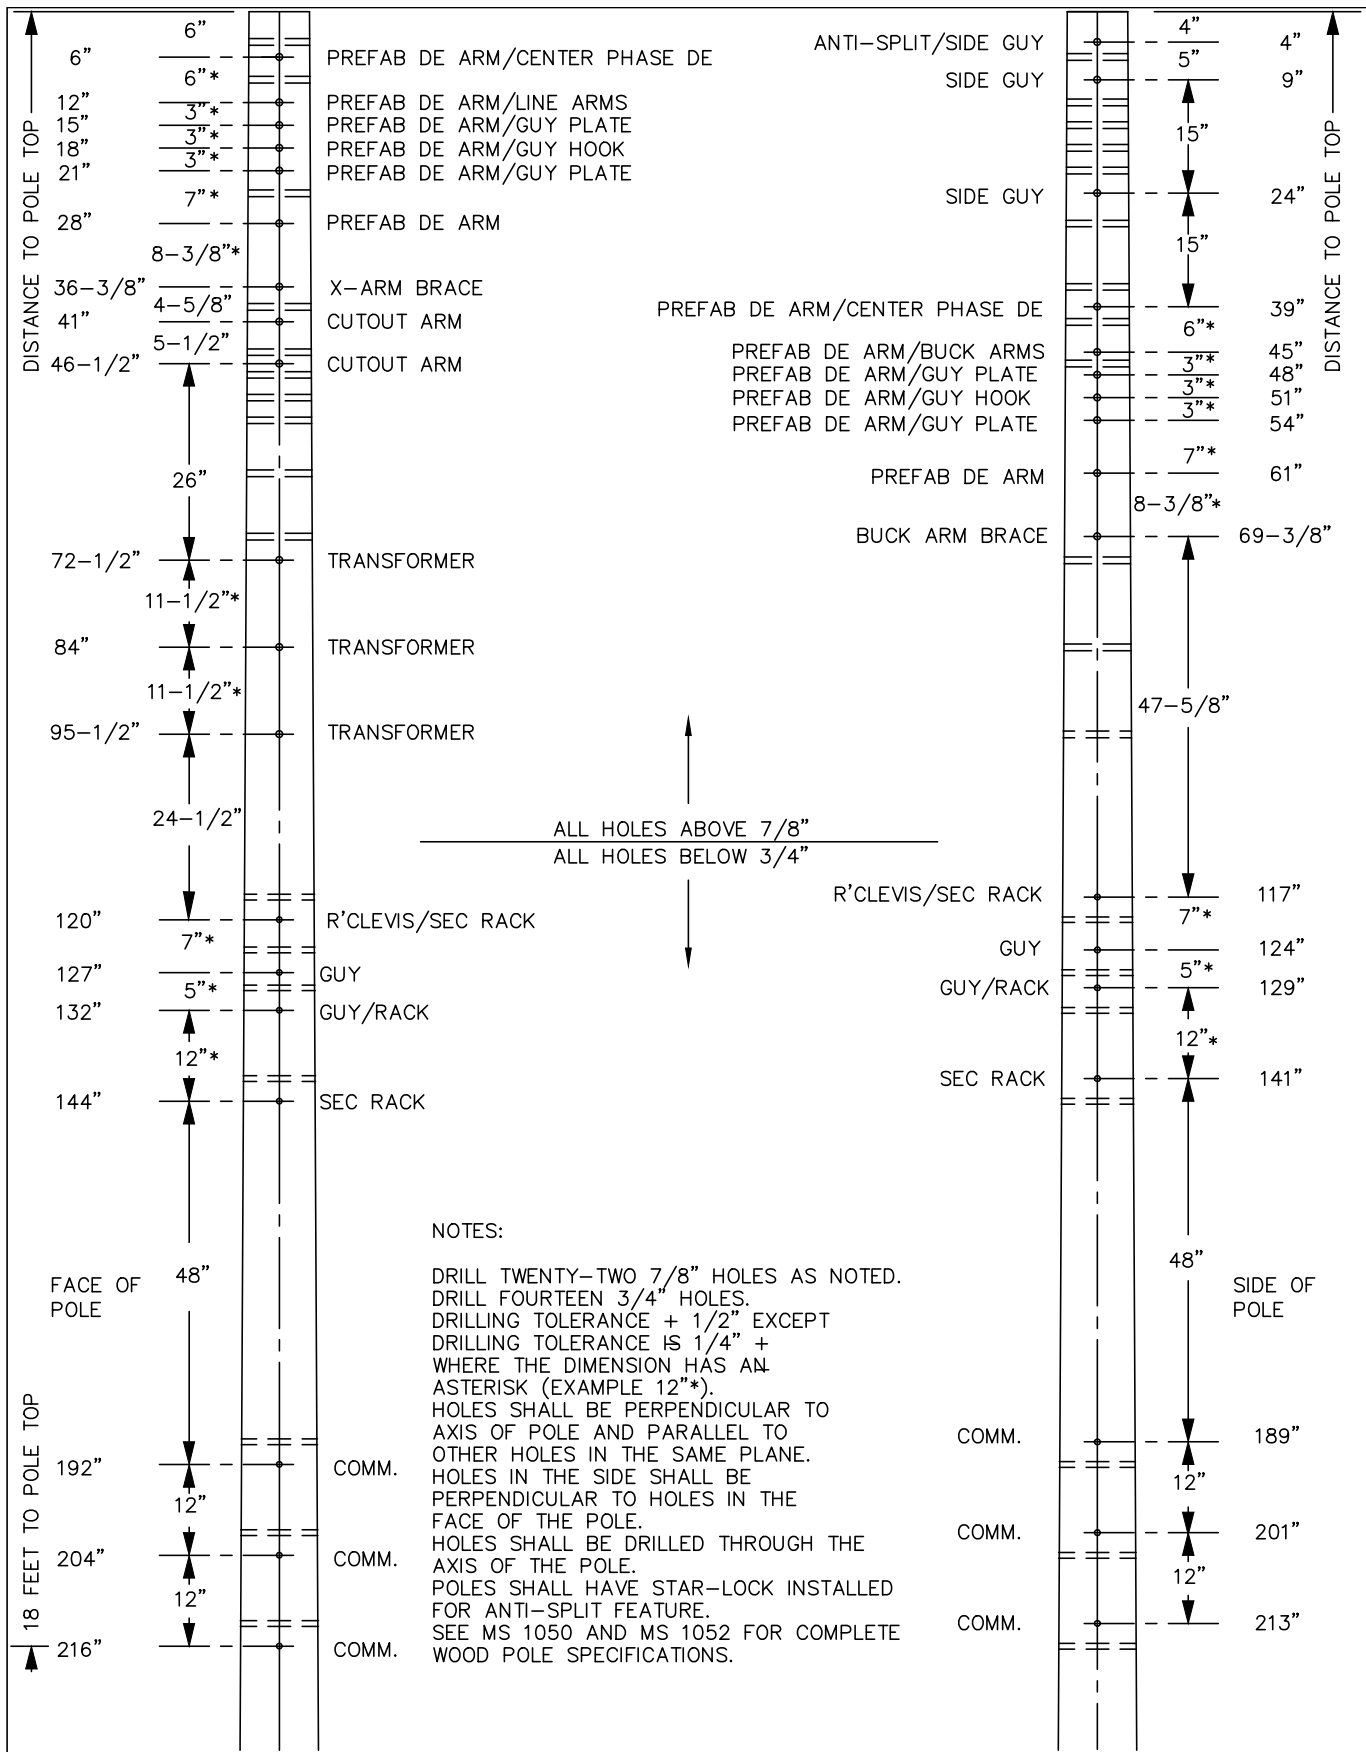 DISTANCE TO POLE TOP
6"
6"
6"*
PREFAB DE ARM/CENTER PHASE DE
12"
3"*
PREFAB DE ARM/LINE ARMS
15"
3"*
PREFAB DE ARM/GUY PLATE
18"
3"*
PREFAB DE ARM/GUY HOOK
21"
PREFAB DE ARM/GUY PLATE
7"*
28"
PREFAB DE ARM
8-3/8"*
36-3/8"
X-ARM BRACE
4-5/8"
41"
CUTOUT ARM
5-1/2"
46-1/2"
CUTOUT ARM
26"
72-1/2"
TRANSFORMER
11-1/2"*
84"
TRANSFORMER
11-1/2"*
95-1/2"
TRANSFORMER
24-1/2"
120"
R'CLEVIS/SEC RACK
7"*
127"
GUY
5"*
132"
GUY/RACK
12"*
144"
SEC RACK
48"
FACE OF
POLE
192"
COMM.
12"
204"
COMM.
12"
216"
COMM.
18 FEET TO POLE TOP
ALL HOLES ABOVE 7/8"
ALL HOLES BELOW 3/4"
NOTES:
DRILL TWENTY-TWO 7/8" HOLES AS NOTED.
DRILL FOURTEEN 3/4" HOLES.
DRILLING TOLERANCE + 1/2" EXCEPT
DRILLING TOLERANCE IS 1/4" +
WHERE THE DIMENSION HAS AN
ASTERISK (EXAMPLE 12"*).
HOLES SHALL BE PERPENDICULAR TO
AXIS OF POLE AND PARALLEL TO
OTHER HOLES IN THE SAME PLANE.
HOLES IN THE SIDE SHALL BE
PERPENDICULAR TO HOLES IN THE
FACE OF THE POLE.
HOLES SHALL BE DRILLED THROUGH THE
AXIS OF THE POLE.
POLES SHALL HAVE STAR-LOCK INSTALLED
FOR ANTI-SPLIT FEATURE.
SEE MS 1050 AND MS 1052 FOR COMPLETE
WOOD POLE SPECIFICATIONS.
4"
ANTI-SPLIT/SIDE GUY
4"
5"
SIDE GUY
9"
15"
SIDE GUY
24"
15"
PREFAB DE ARM/CENTER PHASE DE
39"
6"*
PREFAB DE ARM/BUCK ARMS
45"
3"*
PREFAB DE ARM/GUY PLATE
48"
3"*
PREFAB DE ARM/GUY HOOK
51"
3"*
PREFAB DE ARM/GUY PLATE
54"
7"*
PREFAB DE ARM
61"
8-3/8"*
BUCK ARM BRACE
69-3/8"
47-5/8"
R'CLEVIS/SEC RACK
117"
7"*
GUY
124"
5"*
GUY/RACK
129"
12"*
SEC RACK
141"
48"
SIDE OF
POLE
COMM.
189"
12"
COMM.
201"
12"
COMM.
213"
DISTANCE TO POLE TOP